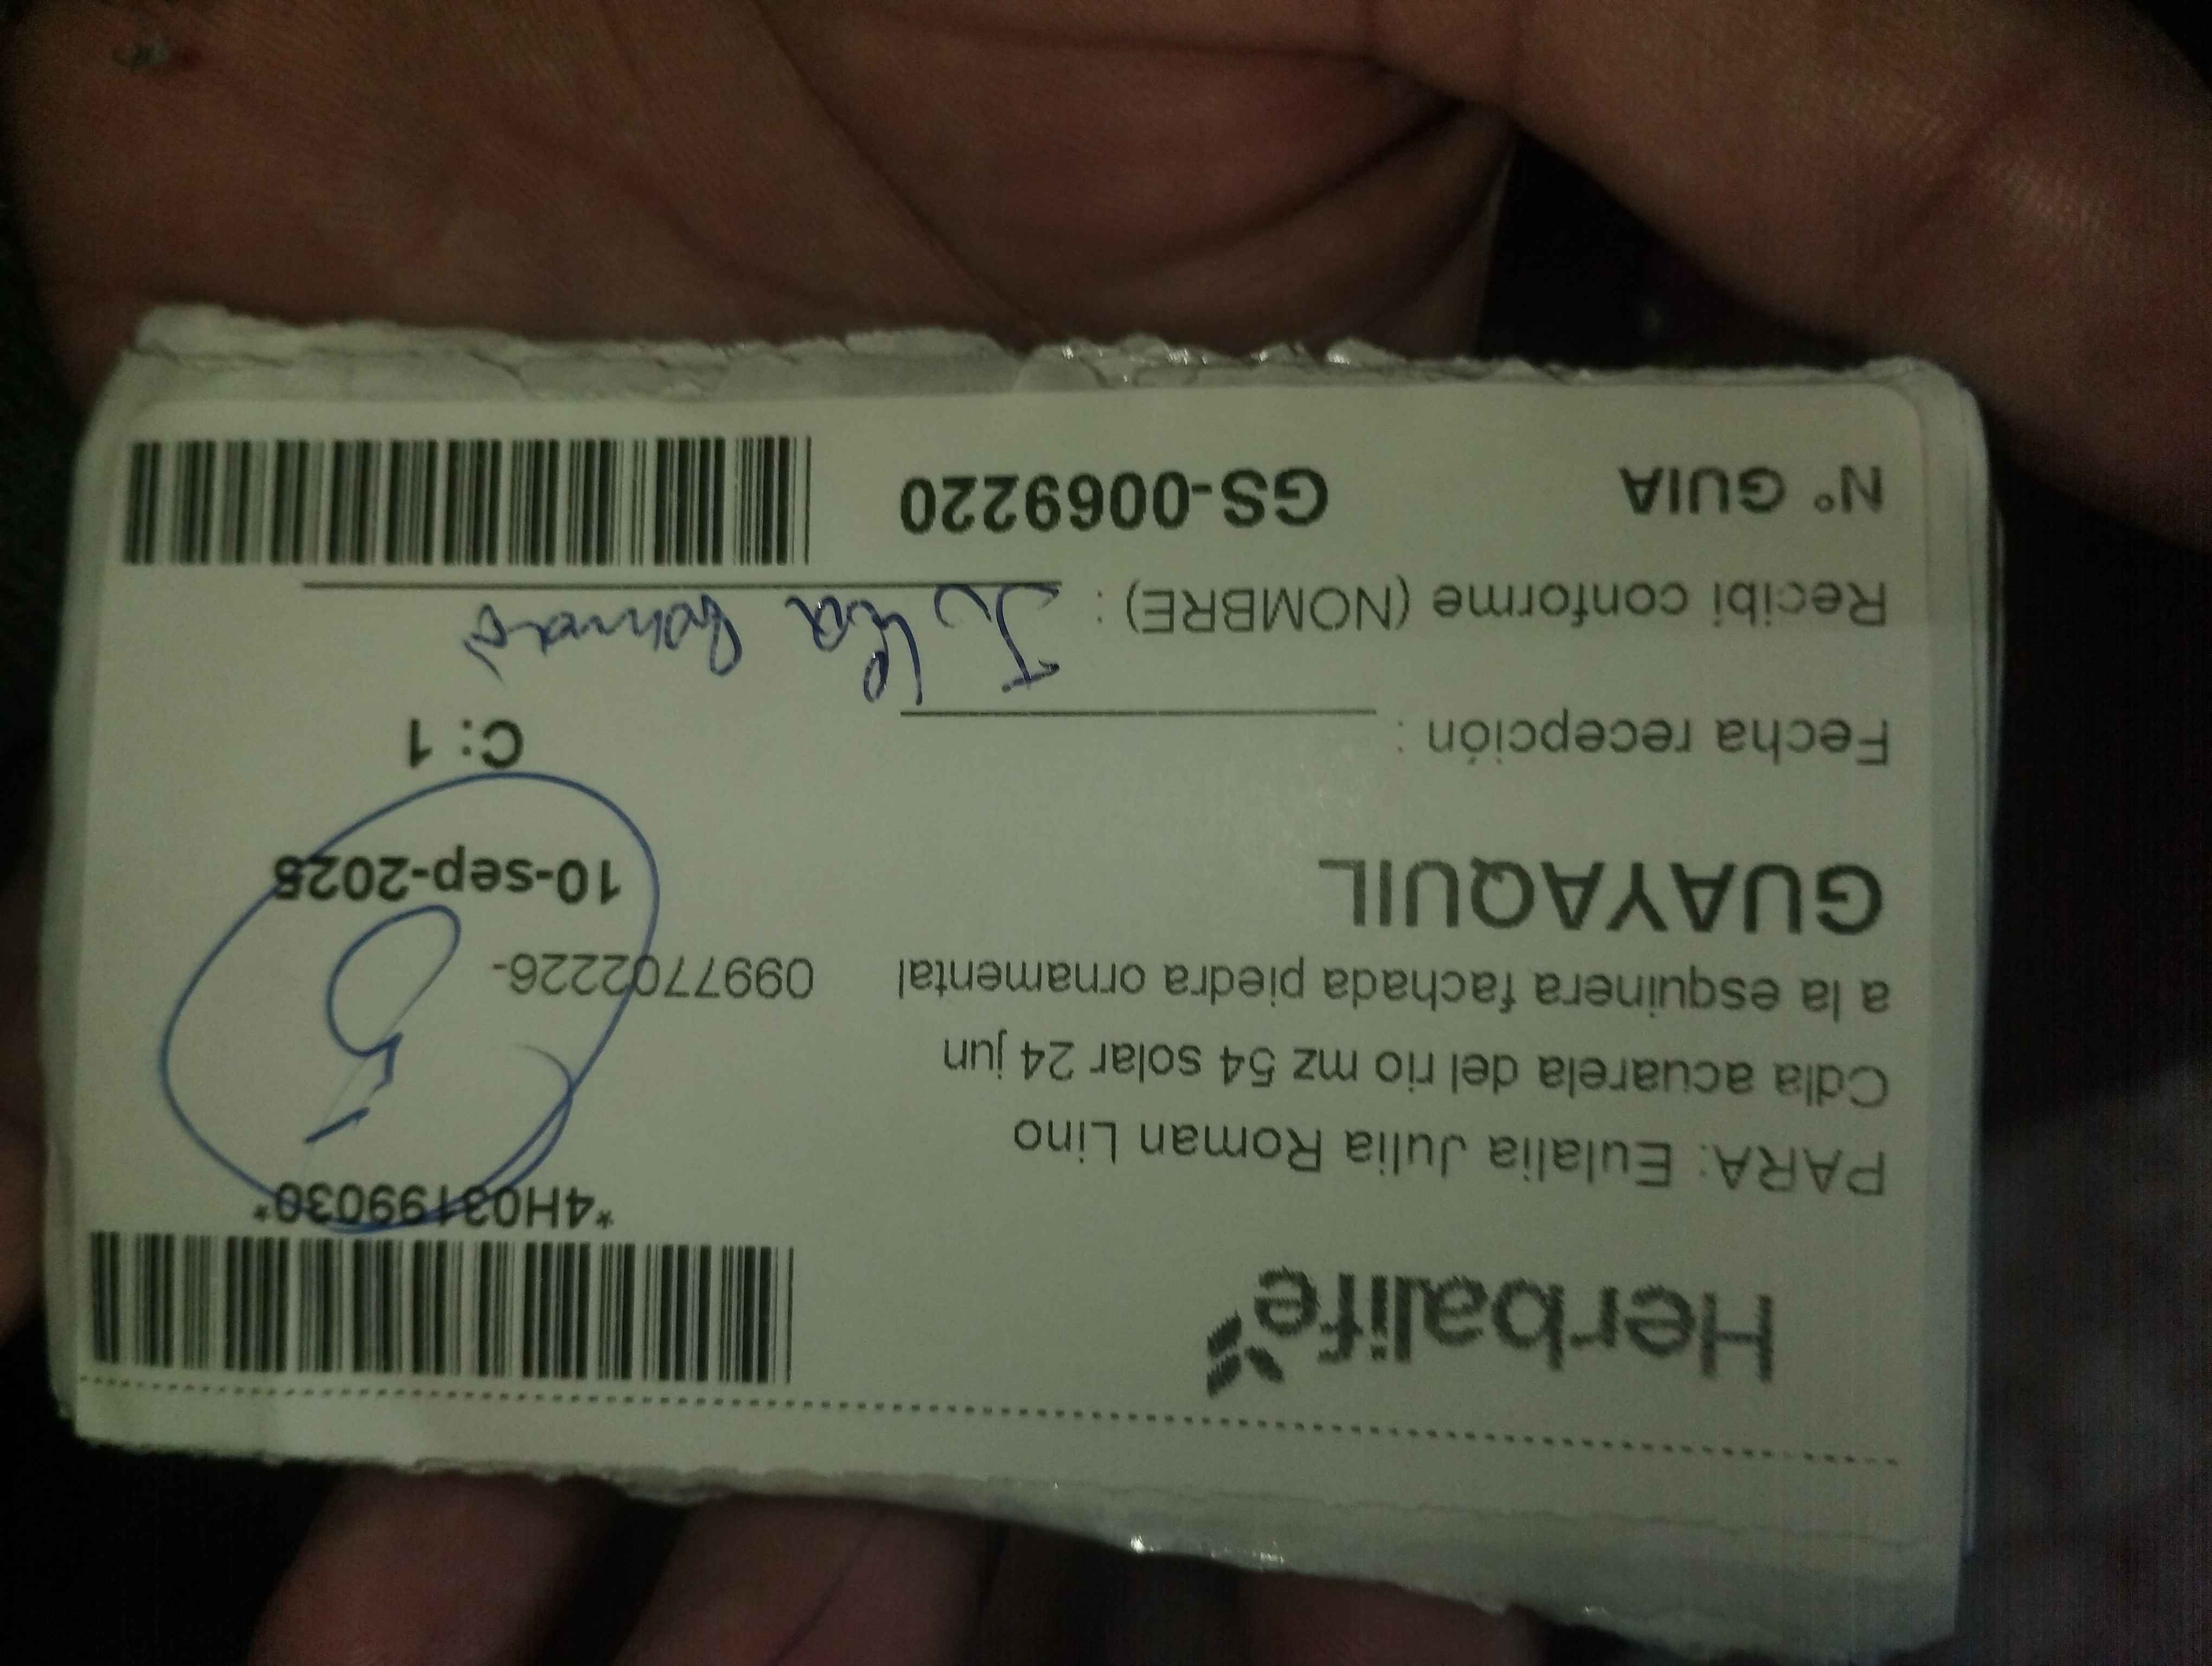 Herbalife
*4H03199030*
PARA: Eulalia Julia Roman Lino
Cdla acuarela del rio mz 54 solar 24 jun
a la esquinera fachada piedra ornamental 0997702226-
GUAYAQUIL 10-sep-2025
5
C: 1
Fecha recepción :
Recibi conforme (NOMBRE) :
Nº GUIA GS-0069220